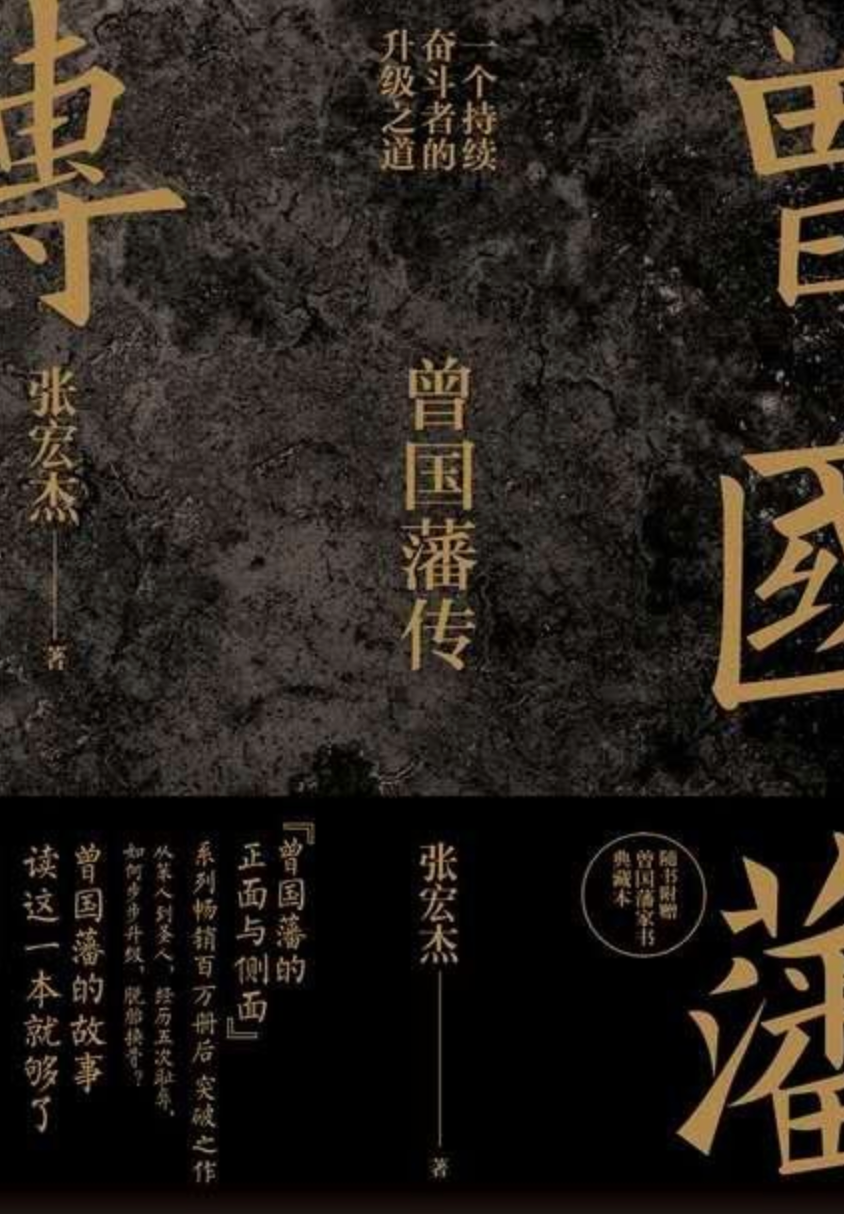 曾
國
藩
傳
一个持续
奋斗者的
升级之道
曾国藩传
张宏杰
著
随书附赠
曾国藩家书
典藏本
张宏杰
著
『曾国藩的
正面与侧面』
系列畅销百万册后 突破之作
从笨人到圣人，经历五次耻辱，
如何步步升级，脱胎换骨？
曾国藩的故事
读这一本就够了